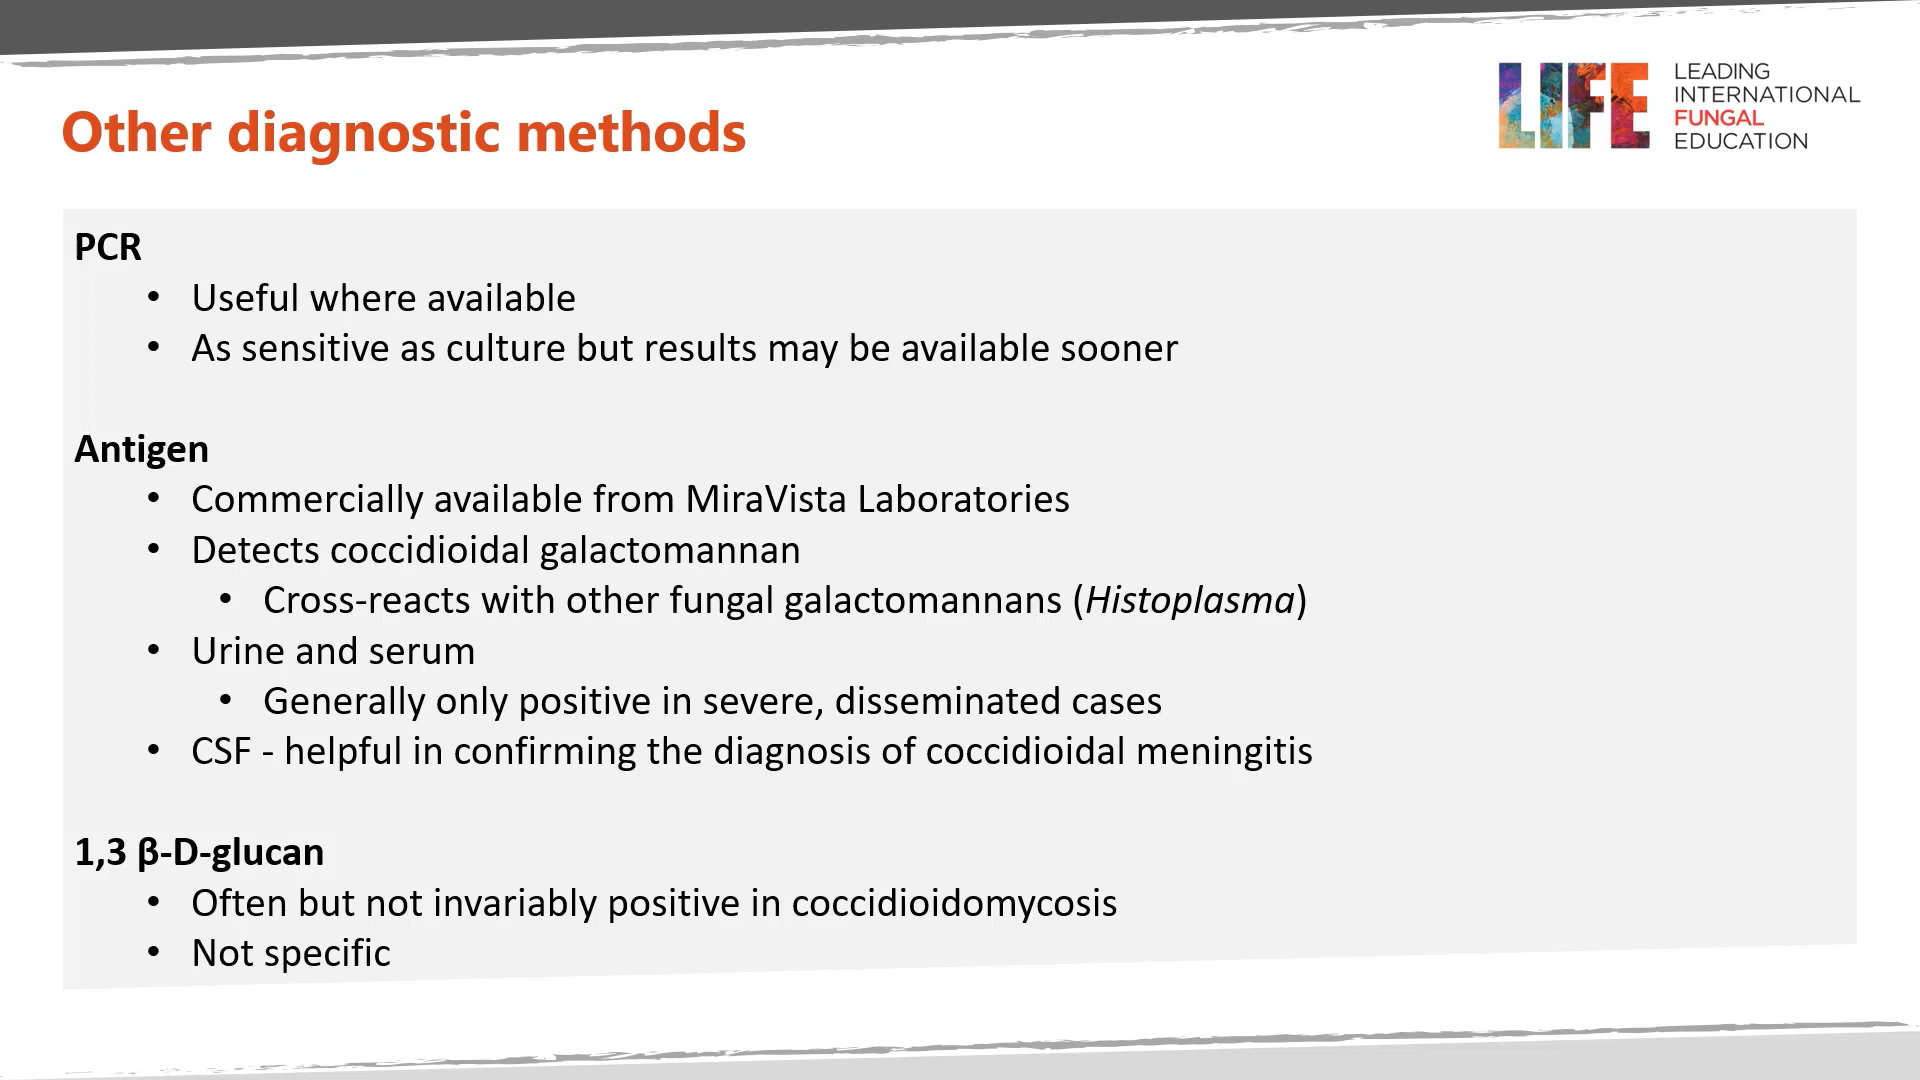 Other diagnostic methods
LIFE
LEADING
INTERNATIONAL
FUNGAL
EDUCATION
PCR
• Useful where available
• As sensitive as culture but results may be available sooner
Antigen
• Commercially available from MiraVista Laboratories
• Detects coccidioidal galactomannan
• Cross-reacts with other fungal galactomannans (Histoplasma)
• Urine and serum
• Generally only positive in severe, disseminated cases
• CSF - helpful in confirming the diagnosis of coccidioidal meningitis
1,3 β-D-glucan
• Often but not invariably positive in coccidioidomycosis
• Not specific